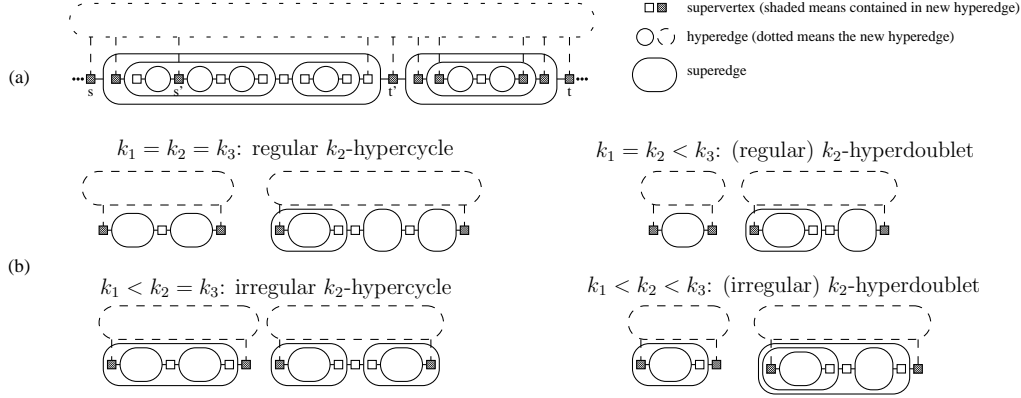 supervertex (shaded means contained in new hyperedge)
hyperedge (dotted means the new hyperedge)
superedge
(a)
s s' t' t
k₁ = k₂ = k₃: regular k₂-hypercycle
k₁ = k₂ < k₃: (regular) k₂-hyperdoublet
(b)
k₁ < k₂ = k₃: irregular k₂-hypercycle
k₁ < k₂ < k₃: (irregular) k₂-hyperdoublet